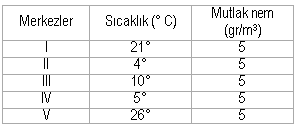 Merkezler Sıcaklık (° C) Mutlak nem (gr/m³)
I 21° 5
II 4° 5
III 10° 5
IV 5° 5
V 26° 5